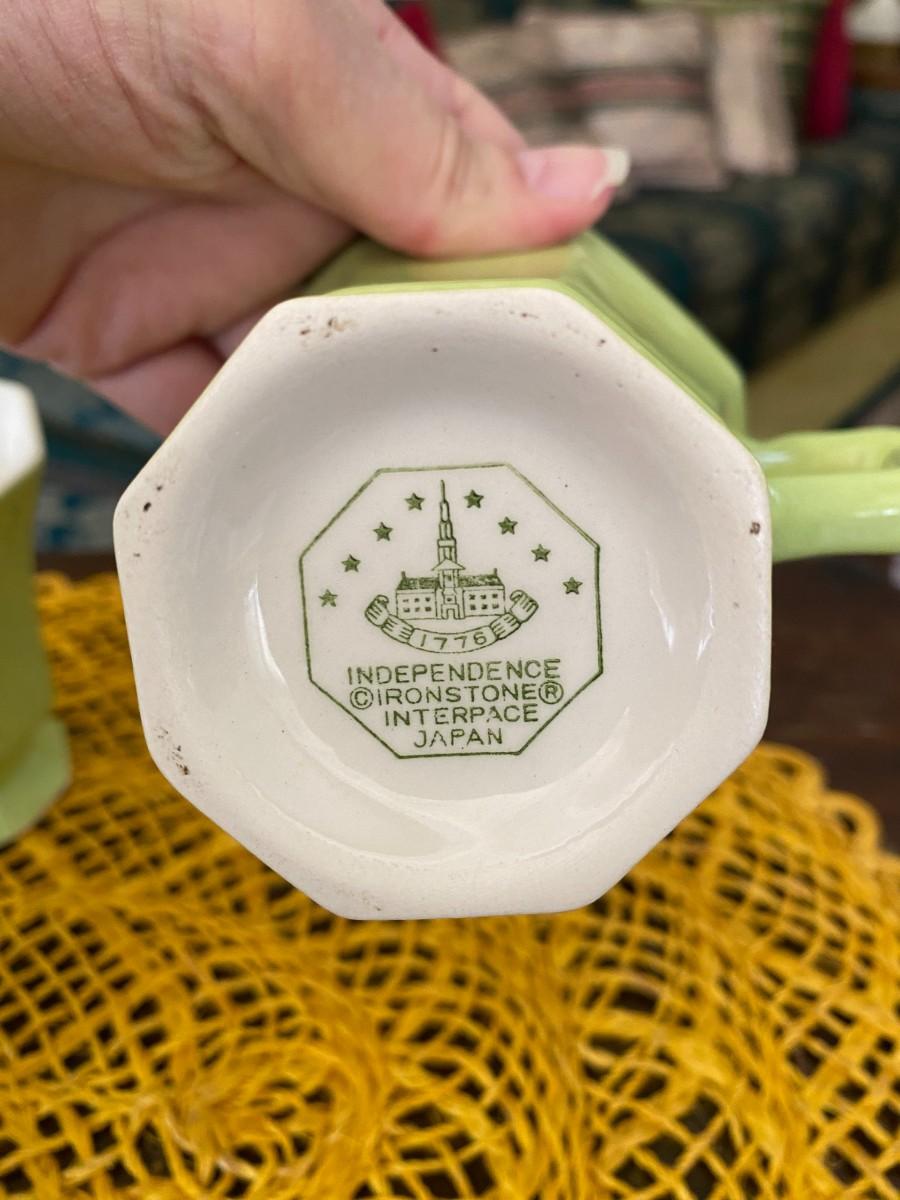 1776
INDEPENDENCE
©IRONSTONE®
INTERPACE
JAPAN